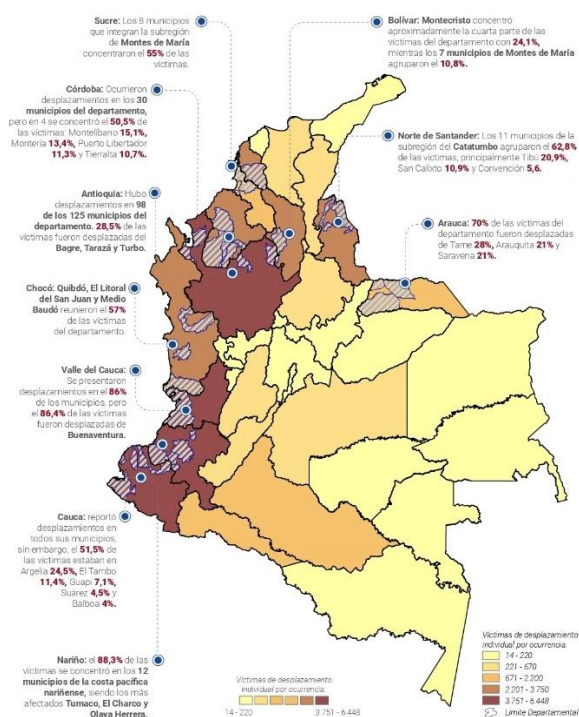 Sucre: Los 8 municipios
que integran la subregión
de Montes de María
concentraron el 55% de las
víctimas.
Bolívar: Montecristo concentró
aproximadamente la cuarta parte de las
víctimas del departamento con 24,1%,
mientras los 7 municipios de Montes de María
agruparon el 10,8%.
Córdoba: Ocurrieron
desplazamientos en los 30
municipios del departamento,
pero en 4 se concentró el 50,5%
de las víctimas: Montelíbano 15,1%,
Montería 13,4%, Puerto Libertador
11,3% y Tierralta 10,7%.
Norte de Santander: Los 11 municipios de la
subregión del Catatumbo agruparon el 62,8%
de las víctimas, principalmente Tibú 20,9%,
San Calixto 10,9% y Convención 5,6.
Antioquia: Hubo
desplazamientos en 98
de los 125 municipios del
departamento. 28,5% de las
víctimas fueron desplazadas del
Bagre, Tarazá y Turbo.
Arauca: 70% de las víctimas del
departamento fueron desplazadas
de Tame 28%, Arauquita 21% y
Saravena 21%.
Chocó: Quibdó, El Litoral
del San Juan y Medio
Baudó reunieron el 57%
de las víctimas
del departamento.
Valle del Cauca:
Se presentaron
desplazamientos en el 86%
de los municipios, pero
el 86,4% de las víctimas
fueron desplazadas de
Buenaventura.
Cauca: reportó
desplazamientos en
todos sus municipios;
sin embargo, el 51,5% de
las víctimas estaban en
Argelia 24,5%, El Tambo
11,4%, Guapi 7,1%,
Suárez 4,5% y
Balboa 4%.
Nariño: el 88,3% de las
víctimas se concentró en los 12
municipios de la costa pacífica
nariñense, siendo los más
afectados Tumaco, El Charco y
Olaya Herrera.
Víctimas de desplazamiento
individual por ocurrencia.
14 - 220
3.751 - 6.448
Víctimas de desplazamiento
individual por ocurrencia.
14 - 220
221 - 670
671 - 2.200
2.201 - 3.750
3.751 - 6.448
Límite Departamental